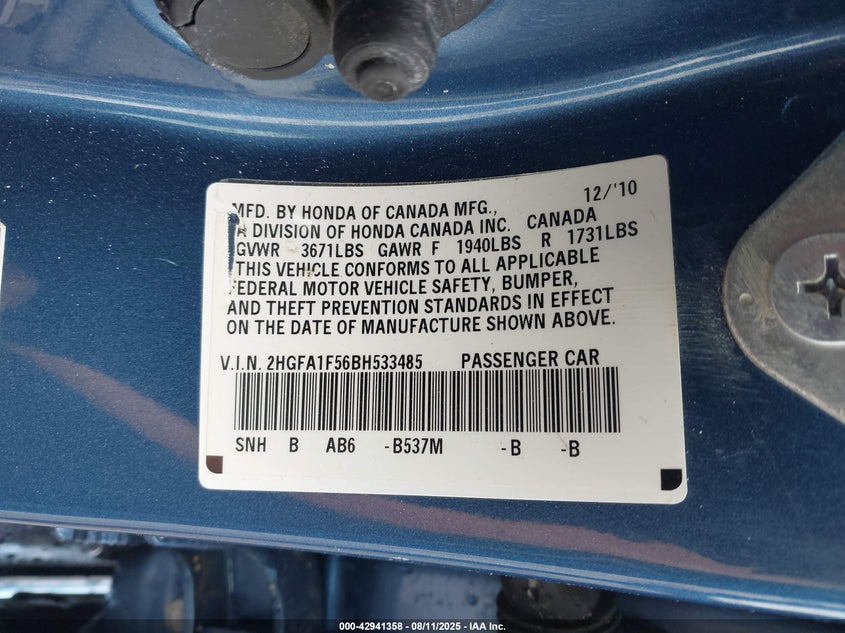 12/'10
MFD. BY HONDA OF CANADA MFG.,
A DIVISION OF HONDA CANADA INC. CANADA
GVWR 3671LBS GAWR F 1940LBS R 1731LBS
THIS VEHICLE CONFORMS TO ALL APPLICABLE
FEDERAL MOTOR VEHICLE SAFETY, BUMPER,
AND THEFT PREVENTION STANDARDS IN EFFECT
ON THE DATE OF MANUFACTURE SHOWN ABOVE.
V.I.N. 2HGFA1F56BH533485 PASSENGER CAR
SNH B AB6 -B537M -B -B
000-42941358 - 08/11/2025 - IAA Inc.